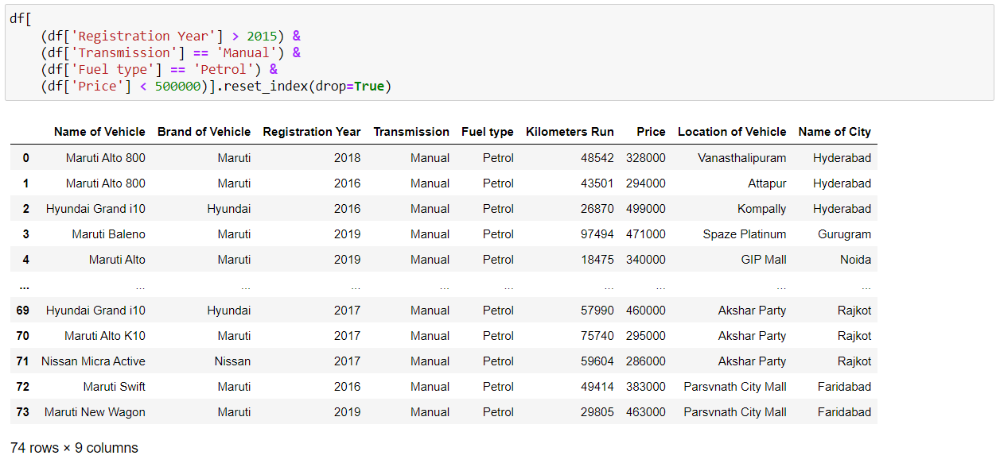 df[
(df['Registration Year'] > 2015) &
(df['Transmission'] == 'Manual') &
(df['Fuel type'] == 'Petrol') &
(df['Price'] < 500000)].reset_index(drop=True)
Name of Vehicle Brand of Vehicle Registration Year Transmission Fuel type Kilometers Run Price Location of Vehicle Name of City
0 Maruti Alto 800 Maruti 2018 Manual Petrol 48542 328000 Vanasthalipuram Hyderabad
1 Maruti Alto 800 Maruti 2016 Manual Petrol 43501 294000 Attapur Hyderabad
2 Hyundai Grand i10 Hyundai 2016 Manual Petrol 26870 499000 Kompally Hyderabad
3 Maruti Baleno Maruti 2019 Manual Petrol 97494 471000 Spaze Platinum Gurugram
4 Maruti Alto Maruti 2019 Manual Petrol 18475 340000 GIP Mall Noida
... ... ... ... ... ... ... ... ... ...
69 Hyundai Grand i10 Hyundai 2017 Manual Petrol 57990 460000 Akshar Party Rajkot
70 Maruti Alto K10 Maruti 2017 Manual Petrol 75740 295000 Akshar Party Rajkot
71 Nissan Micra Active Nissan 2017 Manual Petrol 59604 286000 Akshar Party Rajkot
72 Maruti Swift Maruti 2016 Manual Petrol 49414 383000 Parsvnath City Mall Faridabad
73 Maruti New Wagon Maruti 2019 Manual Petrol 29805 463000 Parsvnath City Mall Faridabad
74 rows × 9 columns